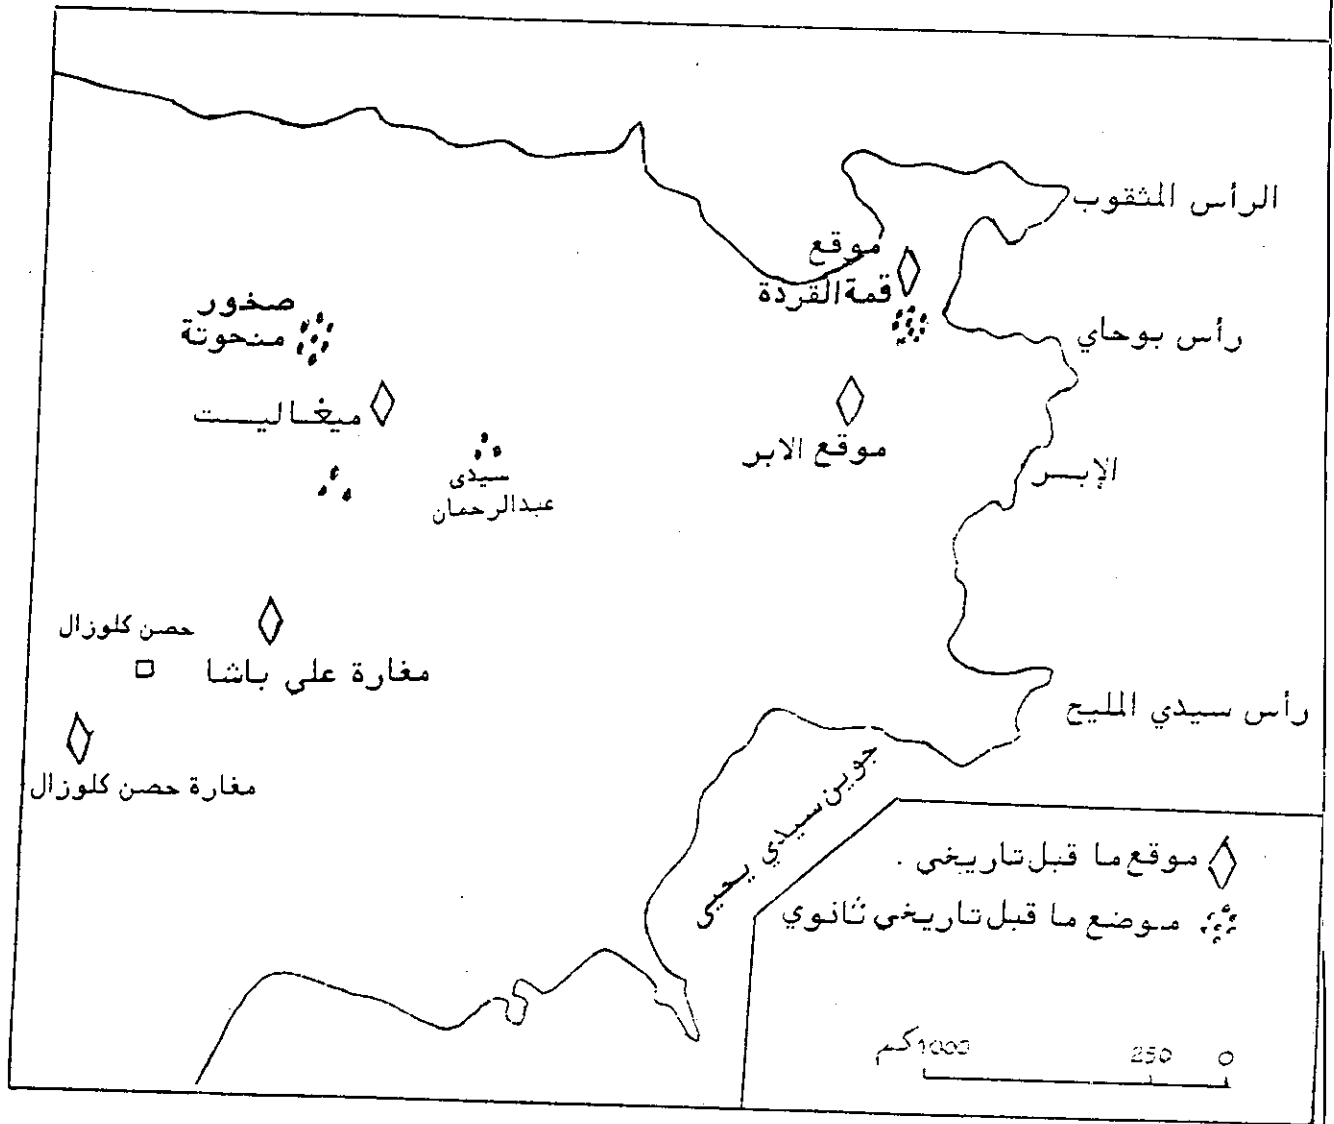 الرأس المثقوب
موقع
قمة القردة
صخور
منحوتة
رأس بوحاي
ميغاليت
موقع الابر
الإبر
سيدى
عبدالرحمان
حصن كلوزال
مغارة علي باشا
رأس سيدي المليح
مغارة حصن كلوزال
جوين سيدي يحيى
موقع ما قبل تاريخي .
موضع ما قبل تاريخي ثانوي
0 250 1000 كم